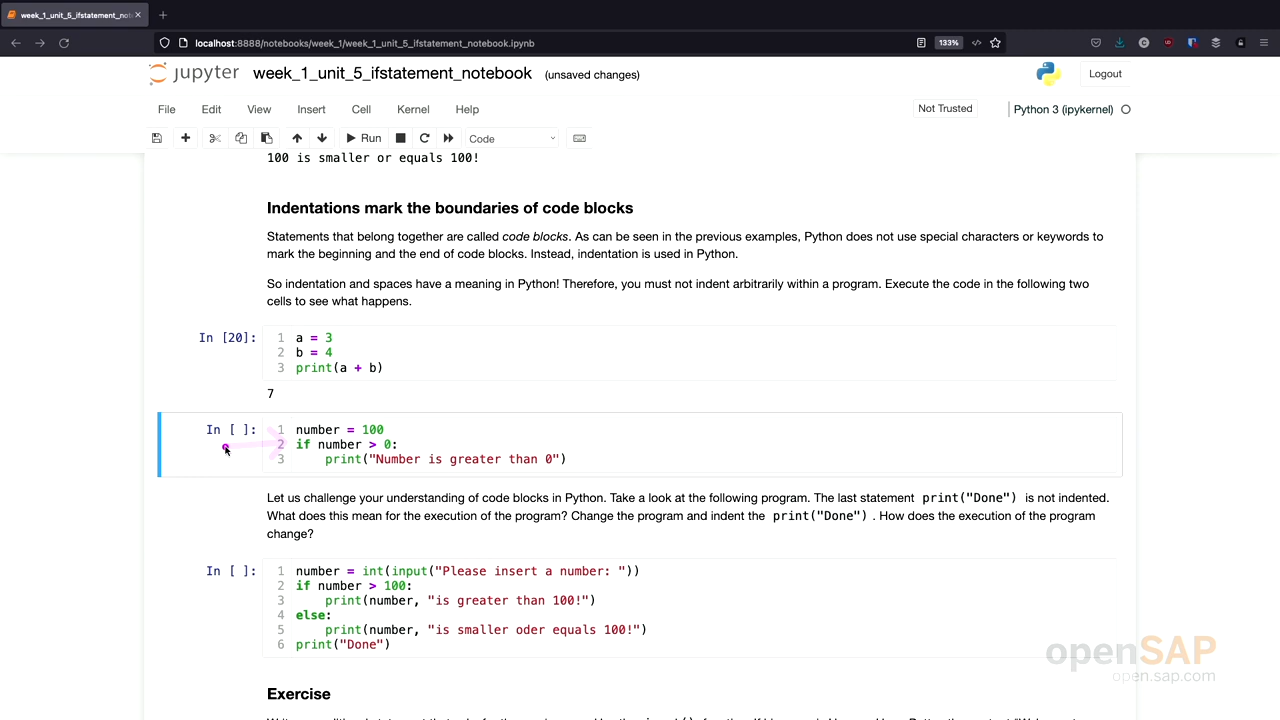 week_1_unit_5_ifstatement_not
localhost:8888/notebooks/week_1/week_1_unit_5_ifstatement_notebook.ipynb
133%
jupyter week_1_unit_5_ifstatement_notebook (unsaved changes)
Logout
File Edit View Insert Cell Kernel Help
Not Trusted
Python 3 (ipykernel)
Run
Code
100 is smaller or equals 100!
Indentations mark the boundaries of code blocks
Statements that belong together are called code blocks. As can be seen in the previous examples, Python does not use special characters or keywords to
mark the beginning and the end of code blocks. Instead, indentation is used in Python.
So indentation and spaces have a meaning in Python! Therefore, you must not indent arbitrarily within a program. Execute the code in the following two
cells to see what happens.
In [20]: 1 a = 3
2 b = 4
3 print(a + b)
7
In [ ]: 1 number = 100
2 if number > 0:
3     print("Number is greater than 0")
Let us challenge your understanding of code blocks in Python. Take a look at the following program. The last statement print("Done") is not indented.
What does this mean for the execution of the program? Change the program and indent the print("Done") . How does the execution of the program
change?
In [ ]: 1 number = int(input("Please insert a number: "))
2 if number > 100:
3     print(number, "is greater than 100!")
4 else:
5     print(number, "is smaller oder equals 100!")
6 print("Done")
openSAP
open.sap.com
Exercise